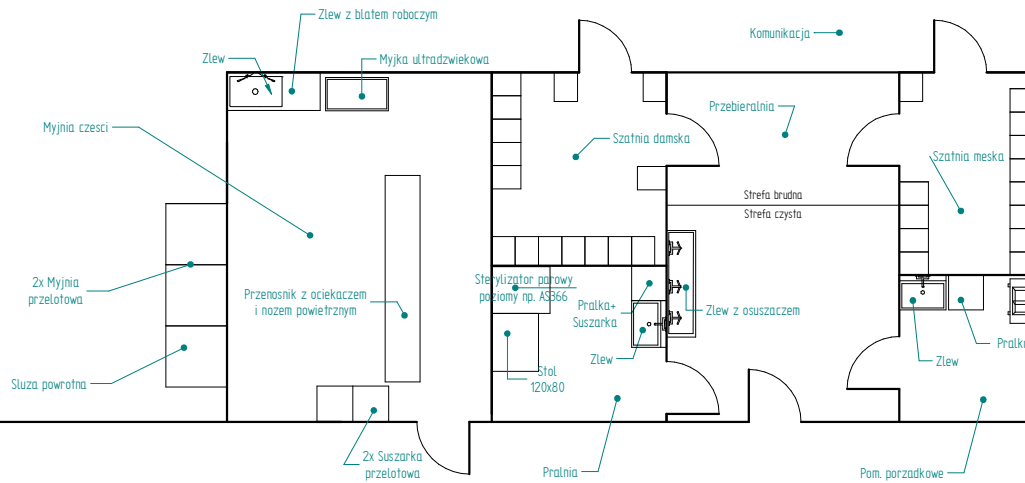 Zlew z blatem roboczym
Komunikacja
Zlew
Myjka ultradzwiekowa
Przebieralnia
Myjnia czesci
Szatnia damska
Szatnia meska
Strefa brudna
Strefa czysta
2x Myjnia
przelotowa
Sterylizator parowy
poziomy np. AS366
Przenosnik z ociekaczem
i nozem powietrznym
Pralka+
Suszarka
Zlew z osuszaczem
Pralka
Zlew
Zlew
Sluza powrotna
Stol
120x80
2x Suszarka
przelotowa
Pralnia
Pom. porzadkowe